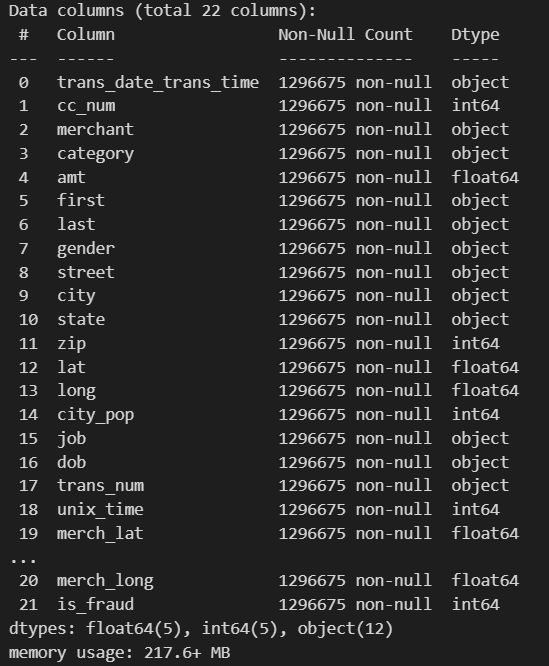 Data columns (total 22 columns):
 #   Column                 Non-Null Count    Dtype
---  ------                 --------------    -----
 0   trans_date_trans_time  1296675 non-null  object
 1   cc_num                 1296675 non-null  int64
 2   merchant               1296675 non-null  object
 3   category               1296675 non-null  object
 4   amt                    1296675 non-null  float64
 5   first                  1296675 non-null  object
 6   last                   1296675 non-null  object
 7   gender                 1296675 non-null  object
 8   street                 1296675 non-null  object
 9   city                   1296675 non-null  object
 10  state                  1296675 non-null  object
 11  zip                    1296675 non-null  int64
 12  lat                    1296675 non-null  float64
 13  long                   1296675 non-null  float64
 14  city_pop               1296675 non-null  int64
 15  job                    1296675 non-null  object
 16  dob                    1296675 non-null  object
 17  trans_num              1296675 non-null  object
 18  unix_time              1296675 non-null  int64
 19  merch_lat              1296675 non-null  float64
...
 20  merch_long             1296675 non-null  float64
 21  is_fraud               1296675 non-null  int64
dtypes: float64(5), int64(5), object(12)
memory usage: 217.6+ MB